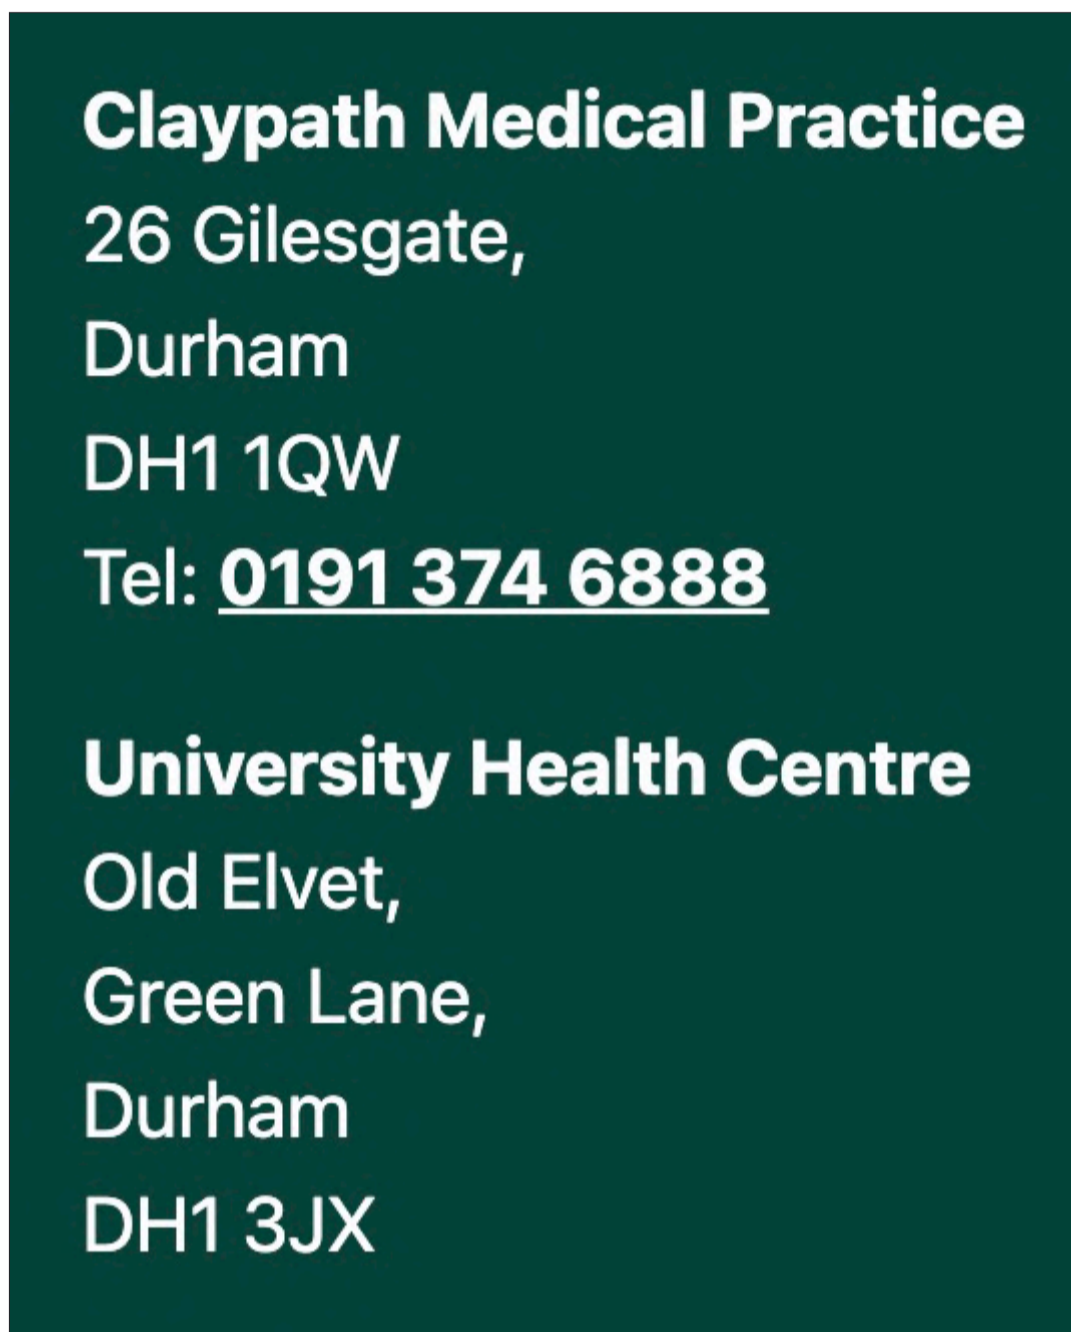 Claypath Medical Practice
26 Gilesgate,
Durham
DH1 1QW
Tel: 0191 374 6888
University Health Centre
Old Elvet,
Green Lane,
Durham
DH1 3JX